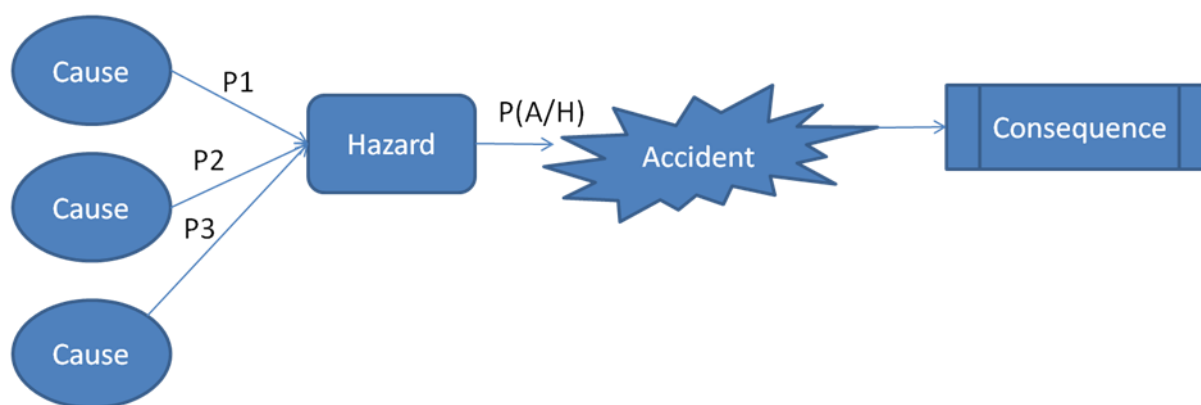 Cause
P1
P2
Cause
P3
Cause
Hazard
P(A/H)
Accident
Consequence